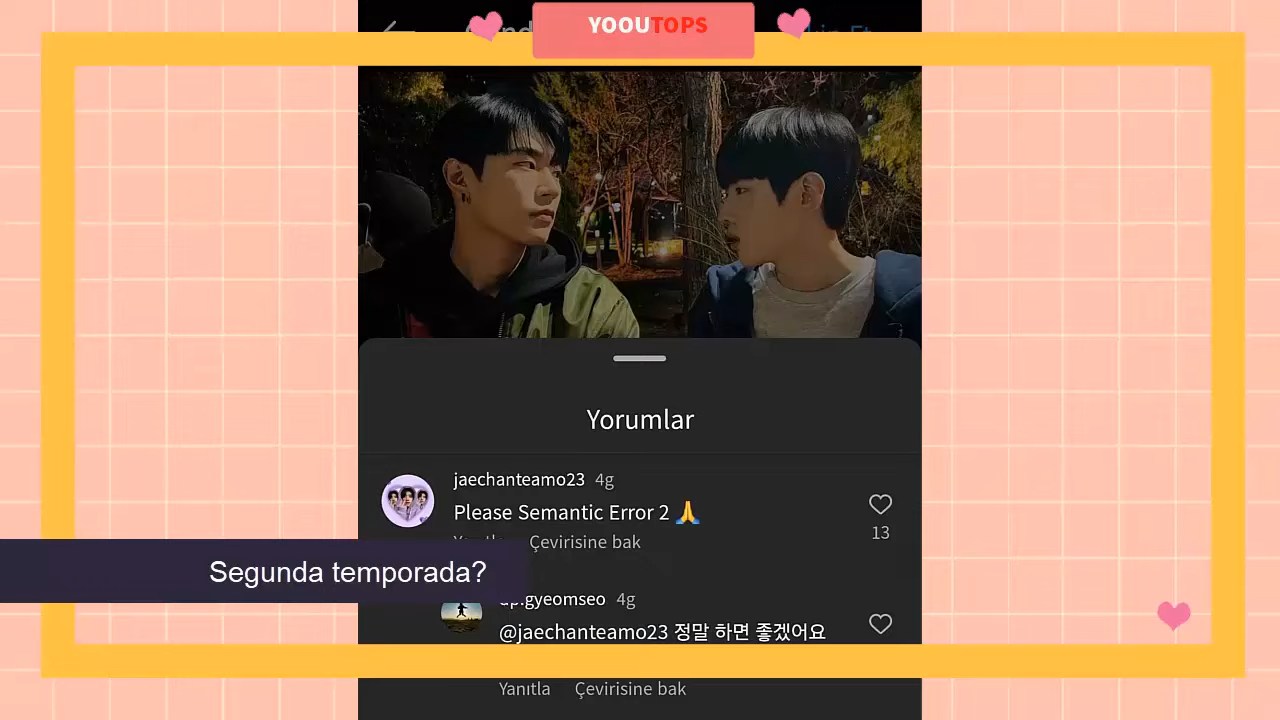 YOOUTOPS
Yorumlar
jaechanteamo23 4g
Please Semantic Error 2 🙏
13
Çevirisine bak
Segunda temporada?
4g
@jaechanteamo23 정말 하면 좋겠어요
Yanıtla Çevirisine bak